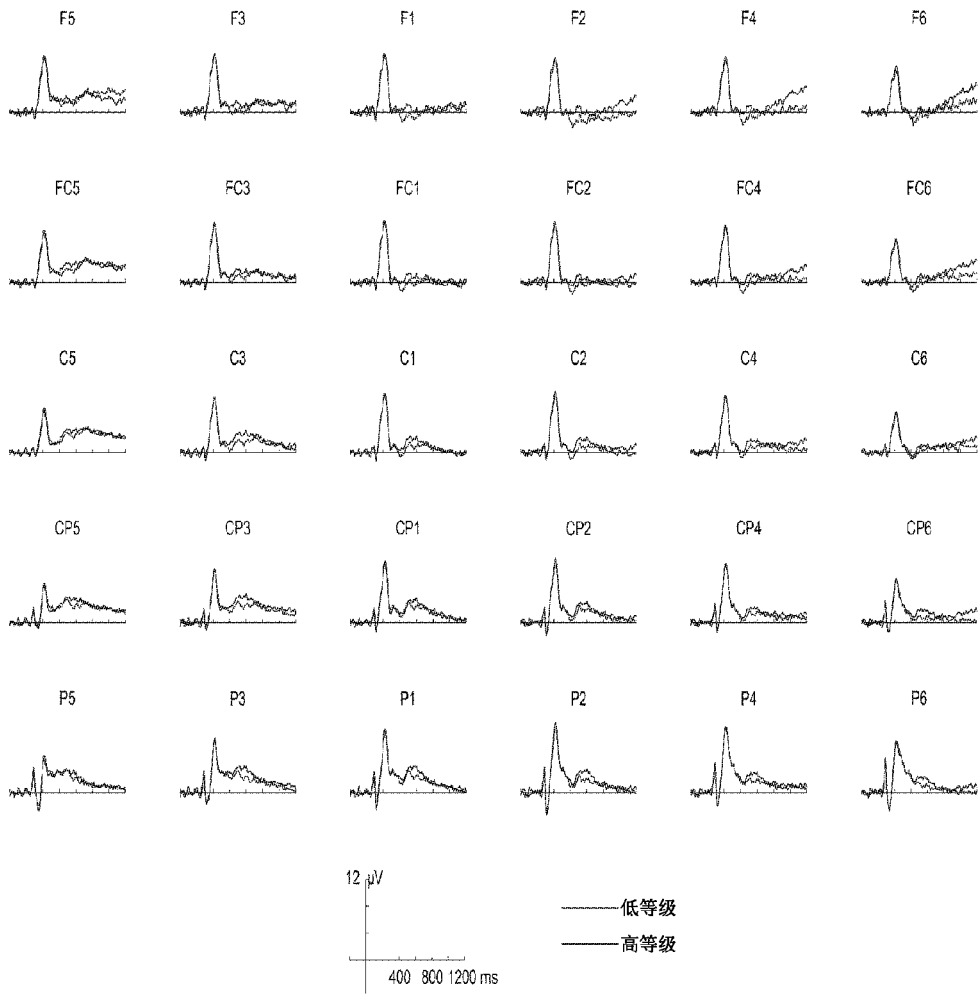 F5 F3 F1 F2 F4 F6
FC5 FC3 FC1 FC2 FC4 FC6
C5 C3 C1 C2 C4 C6
CP5 CP3 CP1 CP2 CP4 CP6
P5 P3 P1 P2 P4 P6
12 μV
低等级
高等级
400 800 1200 ms